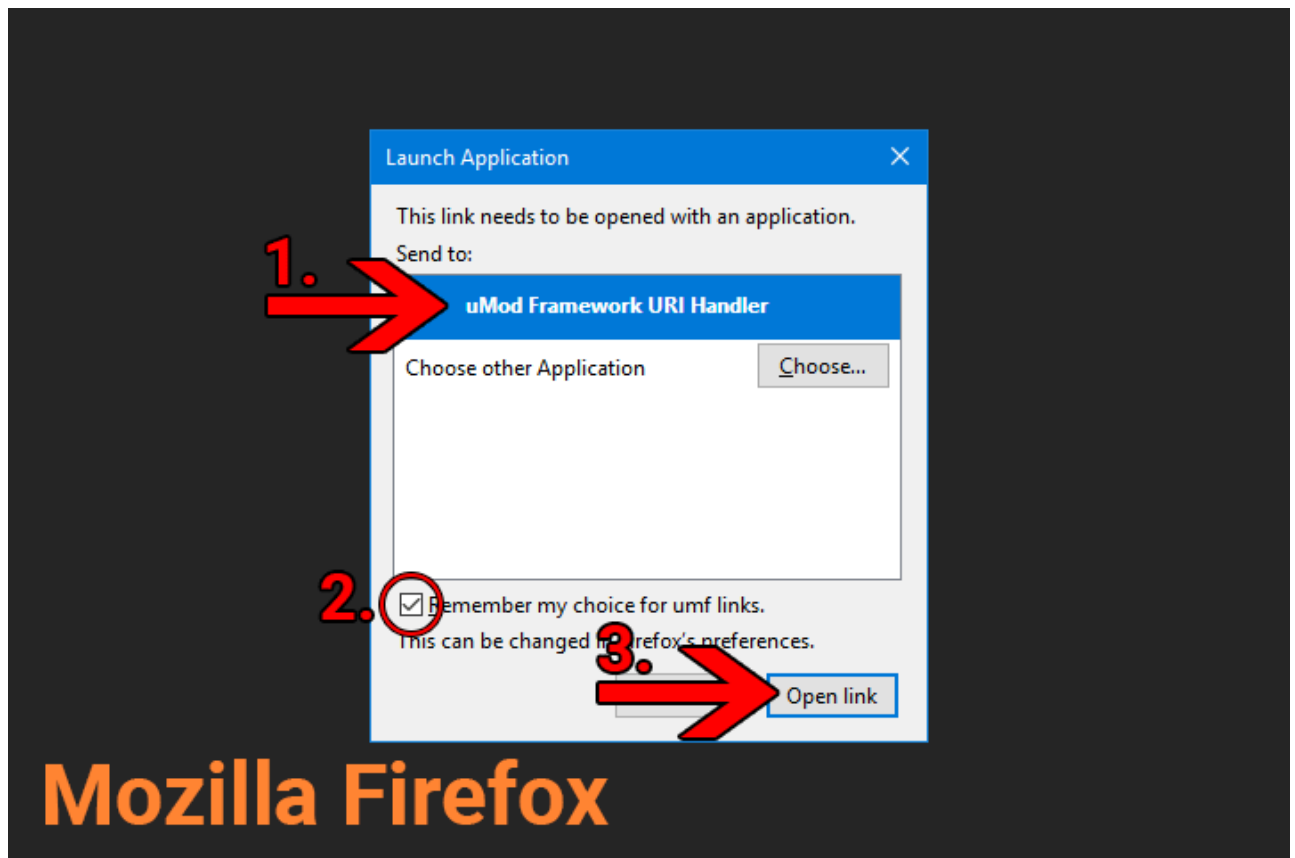 Launch Application
This link needs to be opened with an application.
Send to:
1.
uMod Framework URI Handler
Choose other Application
Choose...
2.
Remember my choice for umf links.
This can be changed in Firefox's preferences.
3.
Open link
Mozilla Firefox